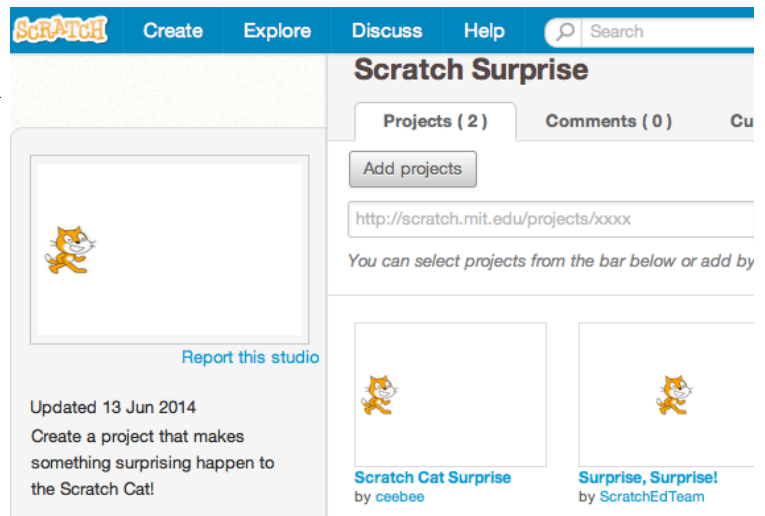 SCRATCH Create Explore Discuss Help Search
Scratch Surprise
Projects ( 2 ) Comments ( 0 ) Cu
Add projects
http://scratch.mit.edu/projects/xxxx
You can select projects from the bar below or add by
Report this studio
Updated 13 Jun 2014
Create a project that makes
something surprising happen to
the Scratch Cat!
Scratch Cat Surprise
by ceebee
Surprise, Surprise!
by ScratchEdTeam